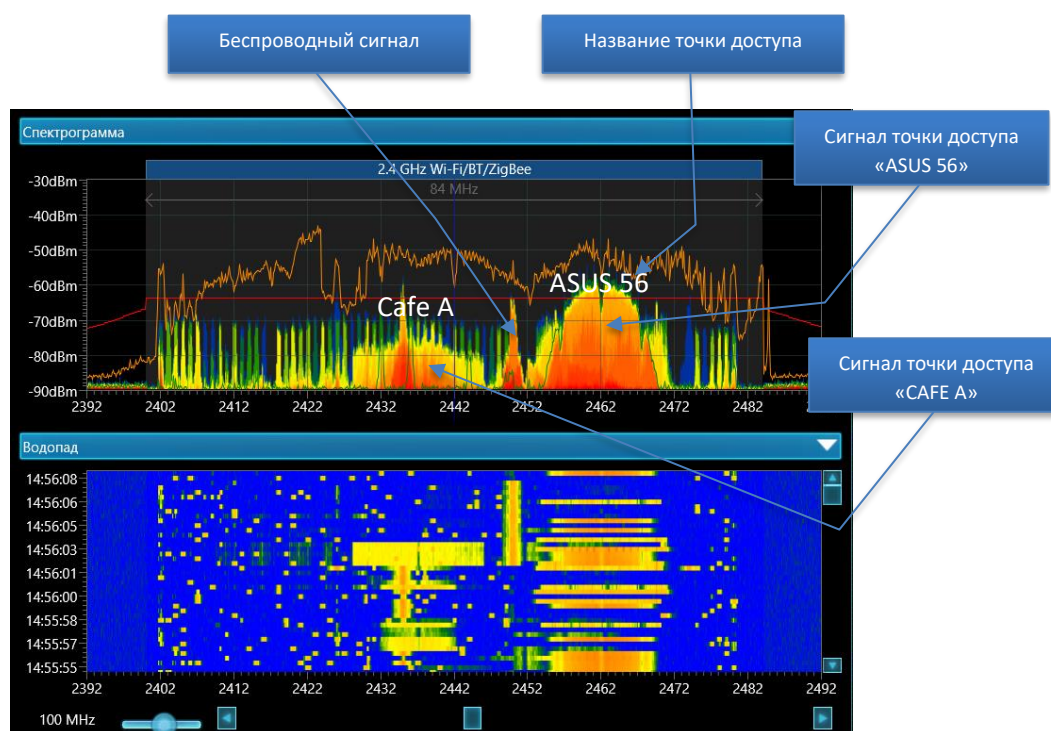 Беспроводный сигнал
Название точки доступа
Сигнал точки доступа
«ASUS 56»
Сигнал точки доступа
«CAFE A»
Спектрограмма
2.4 GHz Wi-Fi/BT/ZigBee
84 MHz
-30dBm
-40dBm
-50dBm
-60dBm
-70dBm
-80dBm
-90dBm
Cafe A
ASUS 56
2392 2402 2412 2422 2432 2442 2452 2462 2472 2482
Водопад
14:56:08
14:56:06
14:56:05
14:56:03
14:56:01
14:56:00
14:55:58
14:55:57
14:55:55
2392 2402 2412 2422 2432 2442 2452 2462 2472 2482 2492
100 MHz